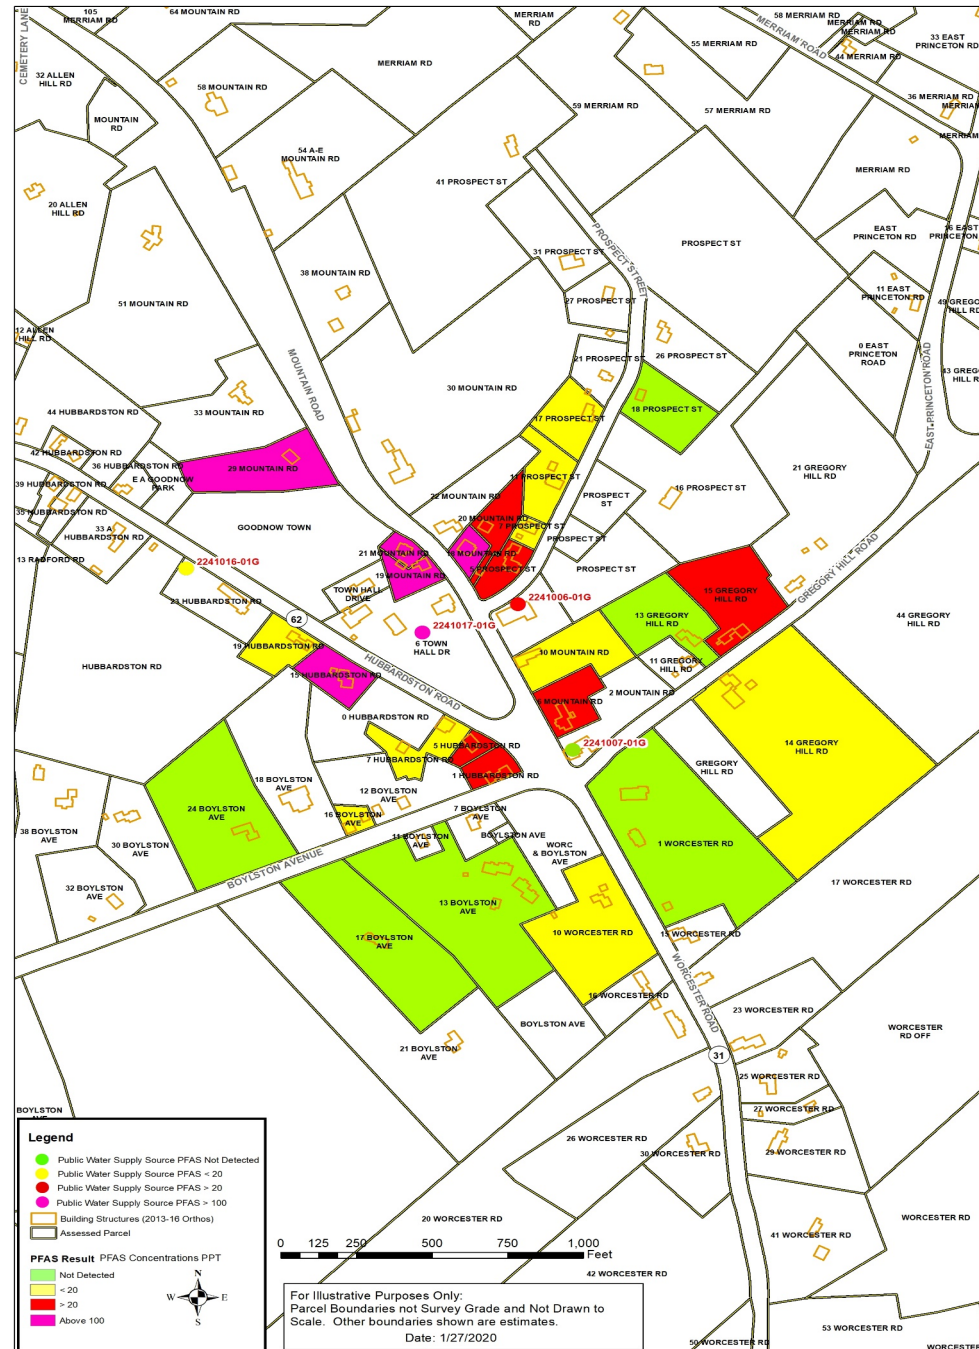 105
MERRIAM RD
64 MOUNTAIN RD
MERRIAM
RD
58 MERRIAM RD
MERRIAM RD
MERRIAM RD
33 EAST
PRINCETON RD
CEMETERY LANE
MERRIAM ROAD
55 MERRIAM RD
44 MERRIAM RD
MERRIAM RD
32 ALLEN
HILL RD
58 MOUNTAIN RD
59 MERRIAM RD
57 MERRIAM RD
36 MERRIAM RD
MERRIAM
MERRIAM
MOUNTAIN
RD
54 A-E
MOUNTAIN RD
41 PROSPECT ST
MERRIAM RD
20 ALLEN
HILL RD
PROSPECT STREET
PROSPECT ST
EAST
PRINCETON RD
16 EAST
PRINCETON
31 PROSPECT ST
38 MOUNTAIN RD
51 MOUNTAIN RD
27 PROSPECT ST
11 EAST
PRINCETON RD
49 GREGO
HILL RD
12 ALLEN
HILL RD
0 EAST
PRINCETON
ROAD
21 PROSPECT ST
26 PROSPECT ST
43 GREGO
HILL R
MOUNTAIN ROAD
30 MOUNTAIN RD
EAST PRINCETON ROAD
44 HUBBARDSTON RD
33 MOUNTAIN RD
17 PROSPECT ST
18 PROSPECT ST
42 HUBBARDSTON RD
36 HUBBARDSTON RD
29 MOUNTAIN RD
21 GREGORY
HILL RD
39 HUBBARDSTON RD
E A GOODNOW
PARK
11 PROSPECT ST
16 PROSPECT ST
22 MOUNTAIN RD
PROSPECT
ST
35 HUBBARDSTON RD
GOODNOW TOWN
20 MOUNTAIN RD
7 PROSPECT ST
33 A
HUBBARDSTON RD
PROSPECT ST
13 RADFORD RD
21 MOUNTAIN RD
MOUNTAIN RD
5 PROSPECT ST
PROSPECT ST
GREGORY HILL ROAD
2241016-01G
19 MOUNTAIN RD
TOWN HALL
DRIVE
2241006-01G
15 GREGORY
HILL RD
23 HUBBARDSTON RD
13 GREGORY
HILL RD
44 GREGORY
HILL RD
62
2241017-01G
6 TOWN
HALL DR
19 HUBBARDSTON RD
10 MOUNTAIN RD
11 GREGORY
HILL RD
HUBBARDSTON RD
15 HUBBARDSTON RD
HUBBARDSTON ROAD
2 MOUNTAIN RD
6 MOUNTAIN RD
0 HUBBARDSTON RD
5 HUBBARDSTON RD
2241007-01G
14 GREGORY
HILL RD
7 HUBBARDSTON RD
GREGORY
HILL RD
1 HUBBARDSTON RD
18 BOYLSTON
AVE
12 BOYLSTON
AVE
24 BOYLSTON
AVE
16 BOYLSTON
AVE
7 BOYLSTON
AVE
38 BOYLSTON
AVE
30 BOYLSTON
AVE
11 BOYLSTON
AVE
BOYLSTON AVE
WORC
& BOYLSTON
AVE
1 WORCESTER RD
BOYLSTON AVENUE
32 BOYLSTON
AVE
17 WORCESTER RD
13 BOYLSTON
AVE
10 WORCESTER RD
15 WORCESTER RD
17 BOYLSTON
AVE
WORCESTER ROAD
16 WORCESTER RD
23 WORCESTER RD
BOYLSTON AVE
WORCESTER
RD OFF
21 BOYLSTON
AVE
31
25 WORCESTER RD
BOYLSTON
AVE
27 WORCESTER RD
26 WORCESTER RD
30 WORCESTER RD
29 WORCESTER RD
20 WORCESTER RD
WORCESTER RD
41 WORCESTER RD
42 WORCESTER RD
53 WORCESTER RD
50 WORCESTER RD
WORCESTER
Legend
Public Water Supply Source PFAS Not Detected
Public Water Supply Source PFAS < 20
Public Water Supply Source PFAS > 20
Public Water Supply Source PFAS > 100
Building Structures (2013-16 Orthos)
Assessed Parcel
PFAS Result PFAS Concentrations PPT
Not Detected
< 20
> 20
Above 100
N
W E
S
0 125 250 500 750 1,000
Feet
For Illustrative Purposes Only:
Parcel Boundaries not Survey Grade and Not Drawn to
Scale. Other boundaries shown are estimates.
Date: 1/27/2020